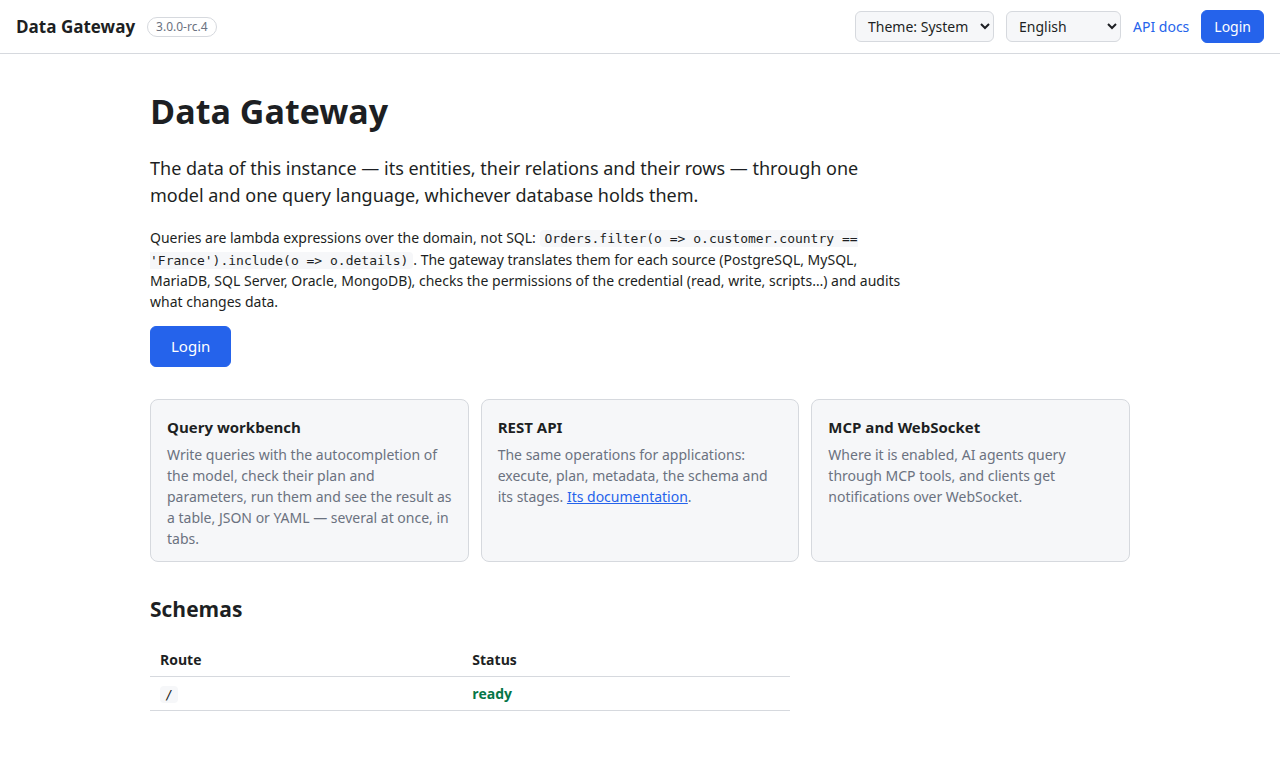 Data Gateway 3.0.0-rc.4 Theme: System English API docs Login
Data Gateway
The data of this instance — its entities, their relations and their rows — through one
model and one query language, whichever database holds them.
Queries are lambda expressions over the domain, not SQL: Orders.filter(o => o.customer.country ==
'France').include(o => o.details) . The gateway translates them for each source (PostgreSQL, MySQL,
MariaDB, SQL Server, Oracle, MongoDB), checks the permissions of the credential (read, write, scripts…) and audits
what changes data.
Login
Query workbench
Write queries with the autocompletion of
the model, check their plan and
parameters, run them and see the result as
a table, JSON or YAML — several at once, in
tabs.
REST API
The same operations for applications:
execute, plan, metadata, the schema and
its stages. Its documentation.
MCP and WebSocket
Where it is enabled, AI agents query
through MCP tools, and clients get
notifications over WebSocket.
Schemas
Route Status
/ ready